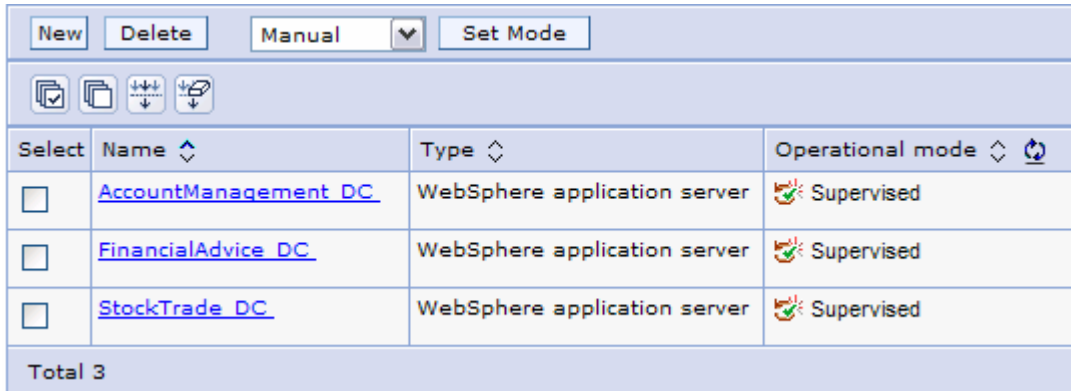 New Delete Manual Set Mode
Select Name Type Operational mode
AccountManagement_DC WebSphere application server Supervised
FinancialAdvice_DC WebSphere application server Supervised
StockTrade_DC WebSphere application server Supervised
Total 3